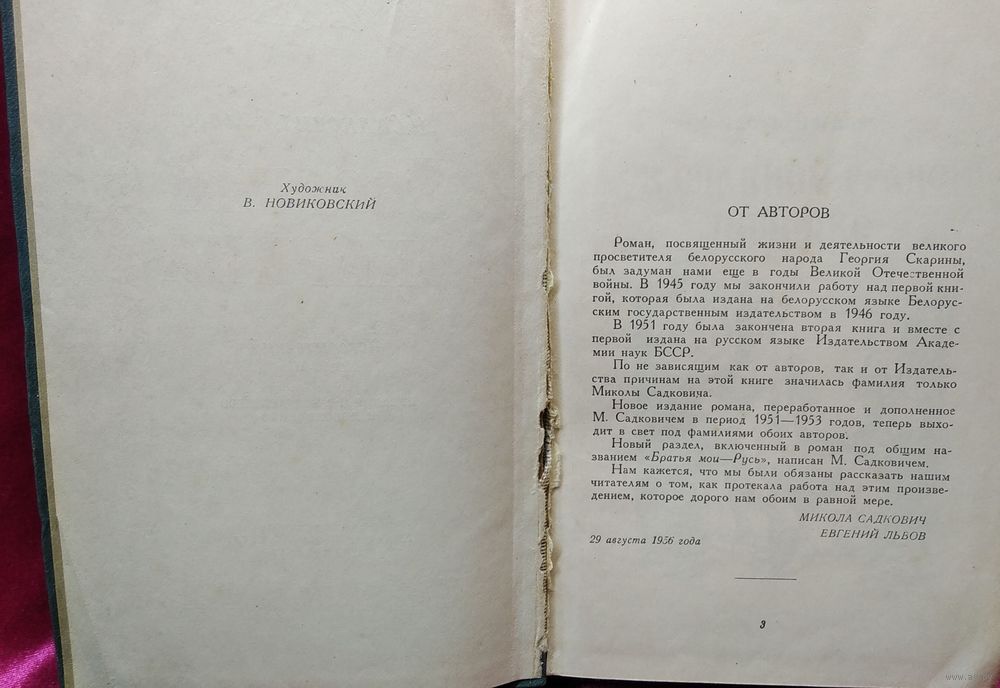 Художник
В. НОВИКОВСКИЙ
ОТ АВТОРОВ
Роман, посвященный жизни и деятельности великого
просветителя белорусского народа Георгия Скарины,
был задуман нами еще в годы Великой Отечественной
войны. В 1945 году мы закончили работу над первой кни-
гой, которая была издана на белорусском языке Белорус-
ским государственным издательством в 1946 году.
В 1951 году была закончена вторая книга и вместе с
первой издана на русском языке Издательством Акаде-
мии наук БССР.
По не зависящим как от авторов, так и от Издатель-
ства причинам на этой книге значилась фамилия только
Миколы Садковича.
Новое издание романа, переработанное и дополненное
М. Садковичем в период 1951—1953 годов, теперь выхо-
дит в свет под фамилиями обоих авторов.
Новый раздел, включенный в роман под общим на-
званием «Братья мои—Русь», написан М. Садковичем.
Нам кажется, что мы были обязаны рассказать нашим
читателям о том, как протекала работа над этим произве-
дением, которое дорого нам обоим в равной мере.
МИКОЛА САДКОВИЧ
ЕВГЕНИЙ ЛЬВОВ
29 августа 1956 года
3